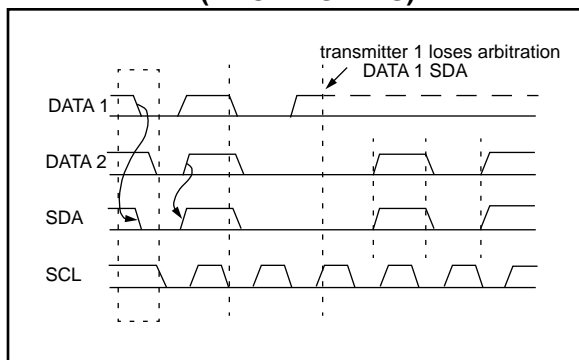 transmitter 1 loses arbitration
DATA 1 SDA
DATA 1
DATA 2
SDA
SCL